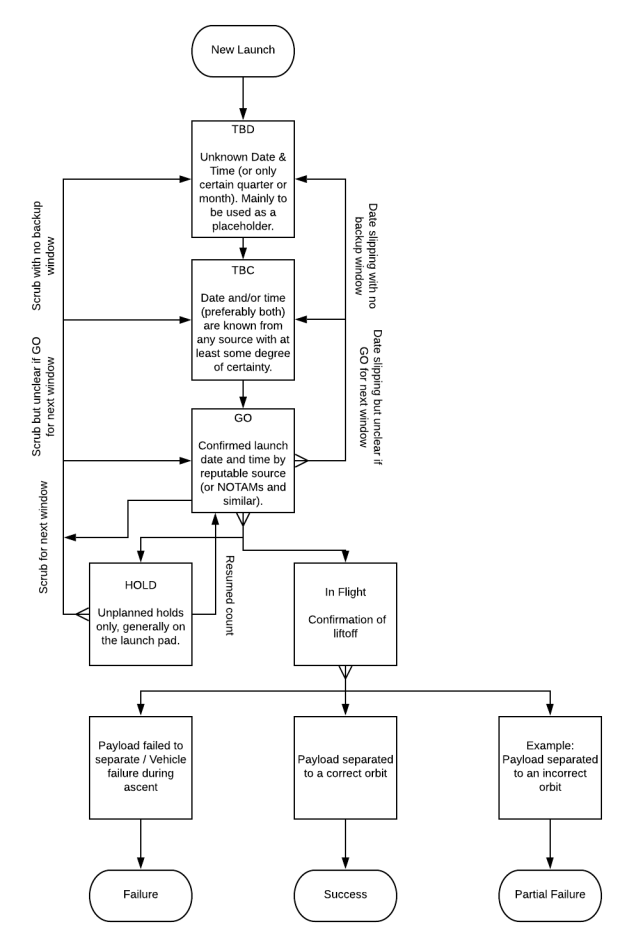 New Launch
TBD
Unknown Date &
Time (or only
certain quarter or
month). Mainly to
be used as a
placeholder.
Scrub with no backup
window
Date slipping with no
backup window
TBC
Date and/or time
(preferably both)
are known from
any source with at
least some degree
of certainty.
Scrub but unclear if GO
for next window
Date slipping but unclear if
GO for next window
GO
Confirmed launch
date and time by
reputable source
(or NOTAMs and
similar).
Scrub for next window
HOLD
Unplanned holds
only, generally on
the launch pad.
Resumed count
In Flight
Confirmation of
liftoff
Payload failed to
separate / Vehicle
failure during
ascent
Payload separated
to a correct orbit
Example:
Payload separated
to an incorrect
orbit
Failure
Success
Partial Failure